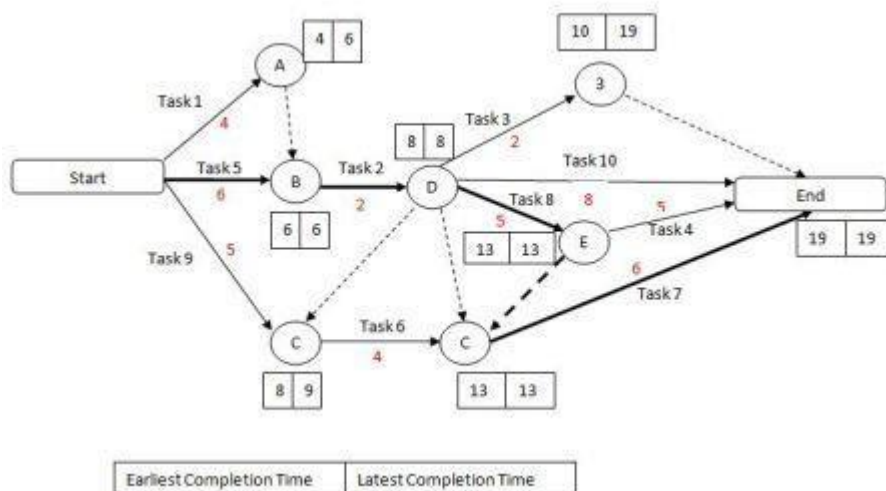 10 19
4 6
A
3
Task 1
4
Task 3
2
8 8
Task 10
Start
Task 5
6
B
Task 2
2
D
Task 8
8
5
End
6 6
5
13 13
E
5
Task 4
19 19
Task 9
6
Task 7
C
Task 6
4
C
8 9
13 13
Earliest Completion Time Latest Completion Time